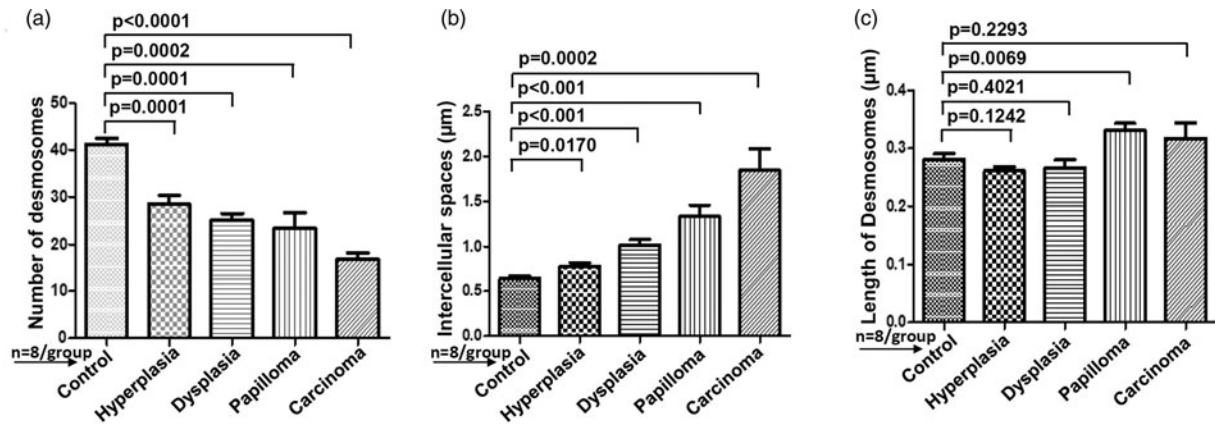 (a)
p<0.0001
p=0.0002
p=0.0001
p=0.0001
Number of desmosomes
50
40
30
20
10
0
n=8/group
Control
Hyperplasia
Dysplasia
Papilloma
Carcinoma
(b)
p=0.0002
p<0.001
p<0.001
p=0.0170
Intercellular spaces (µm)
2.5
2.0
1.5
1.0
0.5
0.0
n=8/group
Control
Hyperplasia
Dysplasia
Papilloma
Carcinoma
(c)
p=0.2293
p=0.0069
p=0.4021
p=0.1242
Length of Desmosomes (µm)
0.4
0.3
0.2
0.1
0.0
n=8/group
Control
Hyperplasia
Dysplasia
Papilloma
Carcinoma